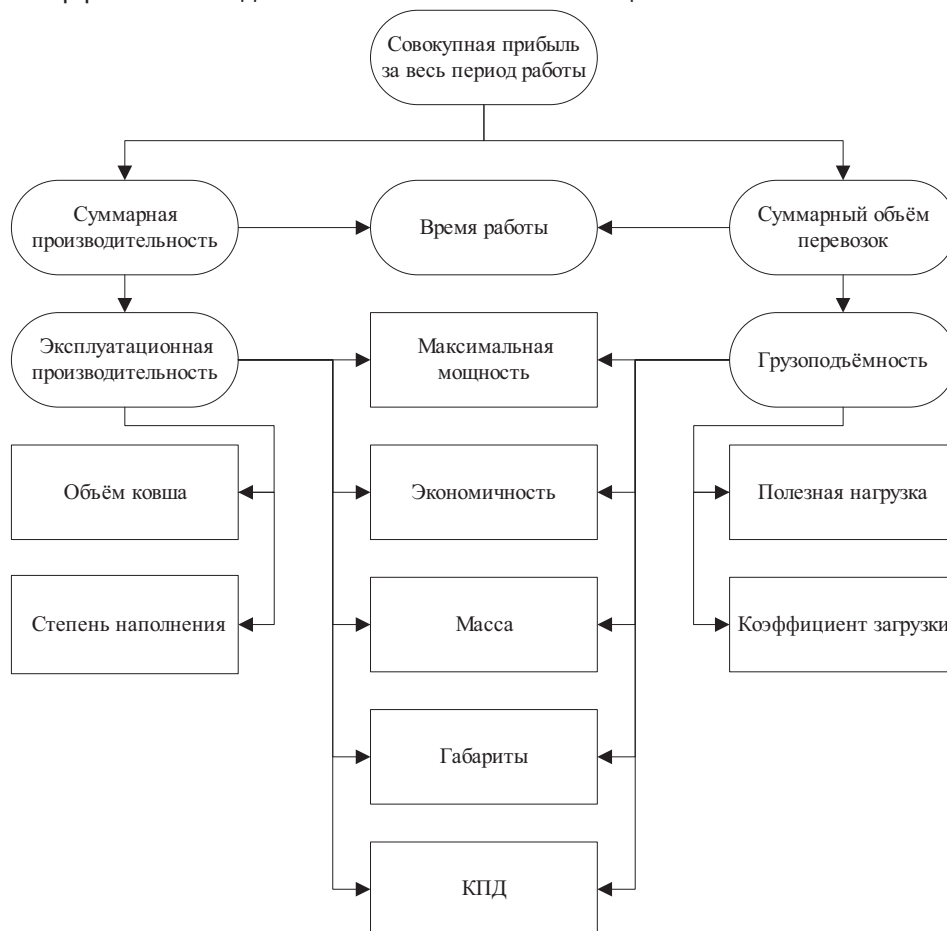 Совокупная прибыль
за весь период работы
Суммарная
производительность
Время работы
Суммарный объём
перевозок
Эксплуатационная
производительность
Максимальная
мощность
Грузоподъёмность
Объём ковша
Экономичность
Полезная нагрузка
Степень наполнения
Масса
Коэффициент загрузки
Габариты
КПД